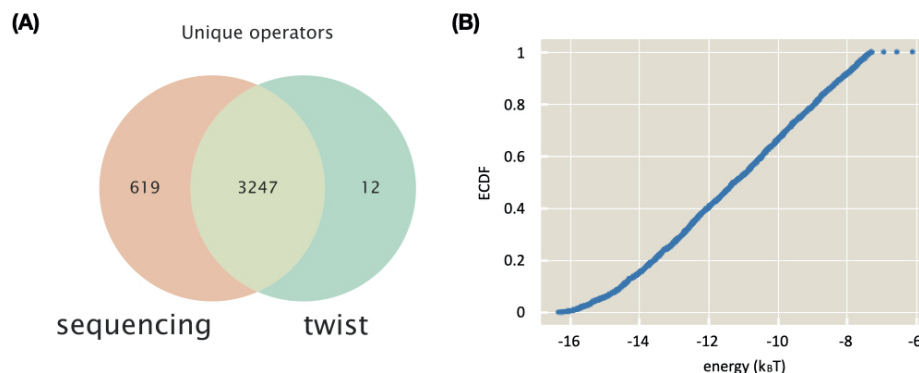 (A)
Unique operators
619
3247
12
sequencing
twist
(B)
ECDF
1
0.8
0.6
0.4
0.2
0
-16
-14
-12
-10
-8
-6
energy (kBT)